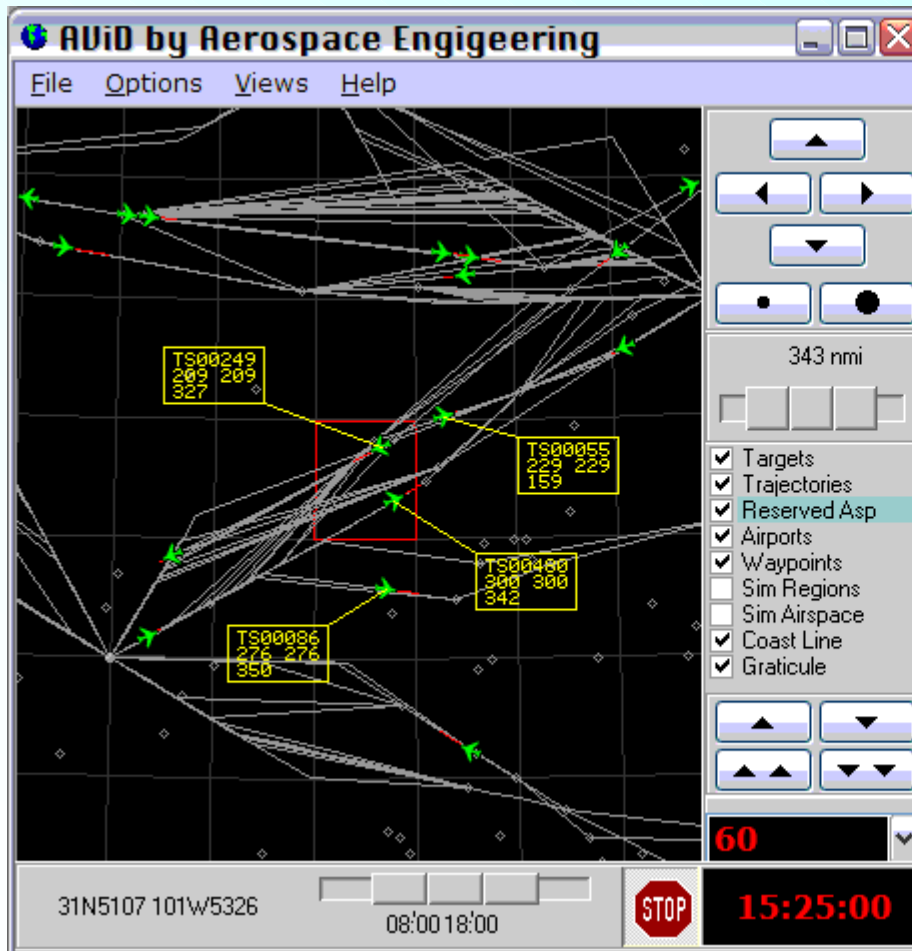 AViD by Aerospace Engigeering
File Options Views Help
TS00249
209 209
327
TS00055
229 229
159
TS00480
300 300
342
TS00086
276 276
350
343 nmi
Targets
Trajectories
Reserved Asp
Airports
Waypoints
Sim Regions
Sim Airspace
Coast Line
Graticule
60
31N5107 101W5326
08'00 18'00
STOP
15:25:00